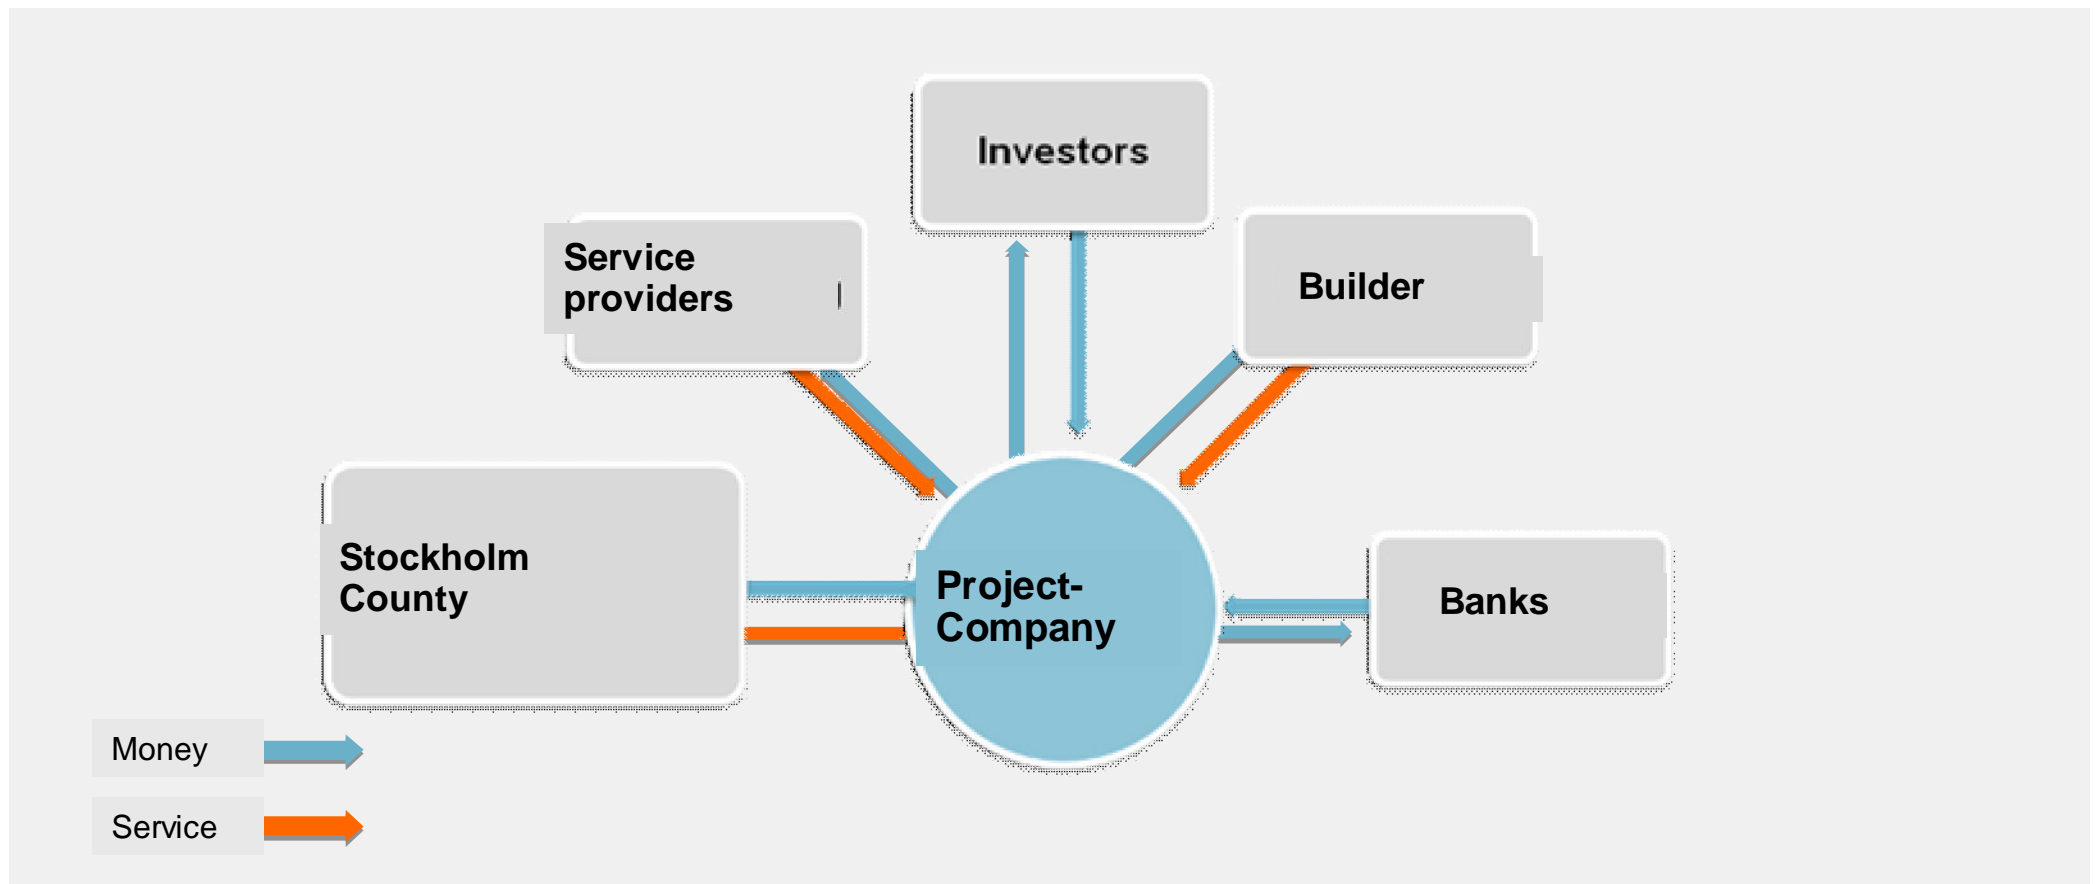 Investors
Service
providers
Builder
Stockholm
County
Project-
Company
Banks
Money
Service